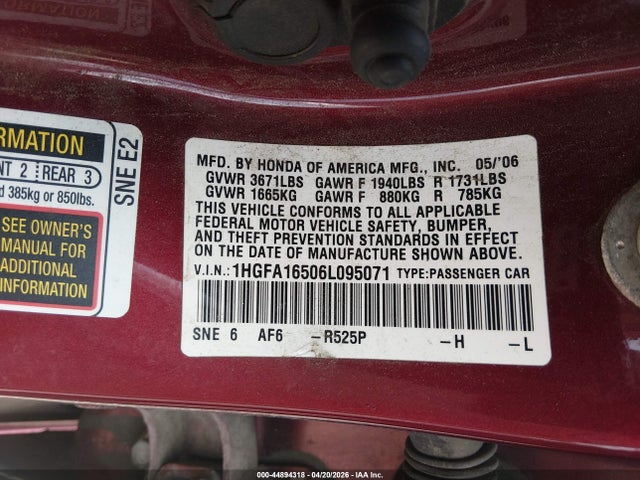 ORMATION
NT 2 REAR 3
d 385kg or 850lbs.
SEE OWNER'S
MANUAL FOR
ADDITIONAL
INFORMATION
SNE E2
MFD. BY HONDA OF AMERICA MFG., INC. 05/'06
GVWR 3671LBS GAWR F 1940LBS R 1731LBS
GVWR 1665KG GAWR F 880KG R 785KG
THIS VEHICLE CONFORMS TO ALL APPLICABLE
FEDERAL MOTOR VEHICLE SAFETY, BUMPER,
AND THEFT PREVENTION STANDARDS IN EFFECT
ON THE DATE OF MANUFACTURE SHOWN ABOVE.
V.I.N.: 1HGFA16506L095071 TYPE:PASSENGER CAR
SNE 6 AF6 -R525P -H -L
000-44894318 | 04/20/2026 | IAA Inc.